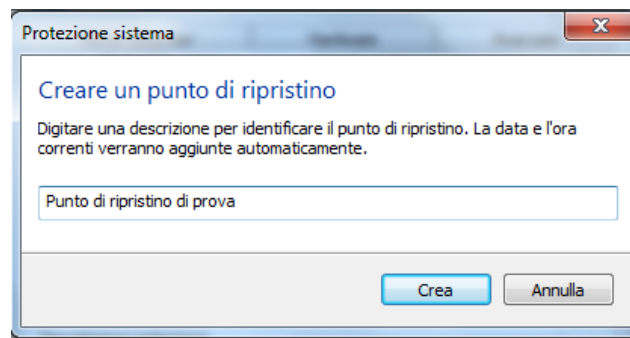 Protezione sistema
Creare un punto di ripristino
Digitare una descrizione per identificare il punto di ripristino. La data e l'ora
correnti verranno aggiunte automaticamente.
Punto di ripristino di prova
Crea
Annulla